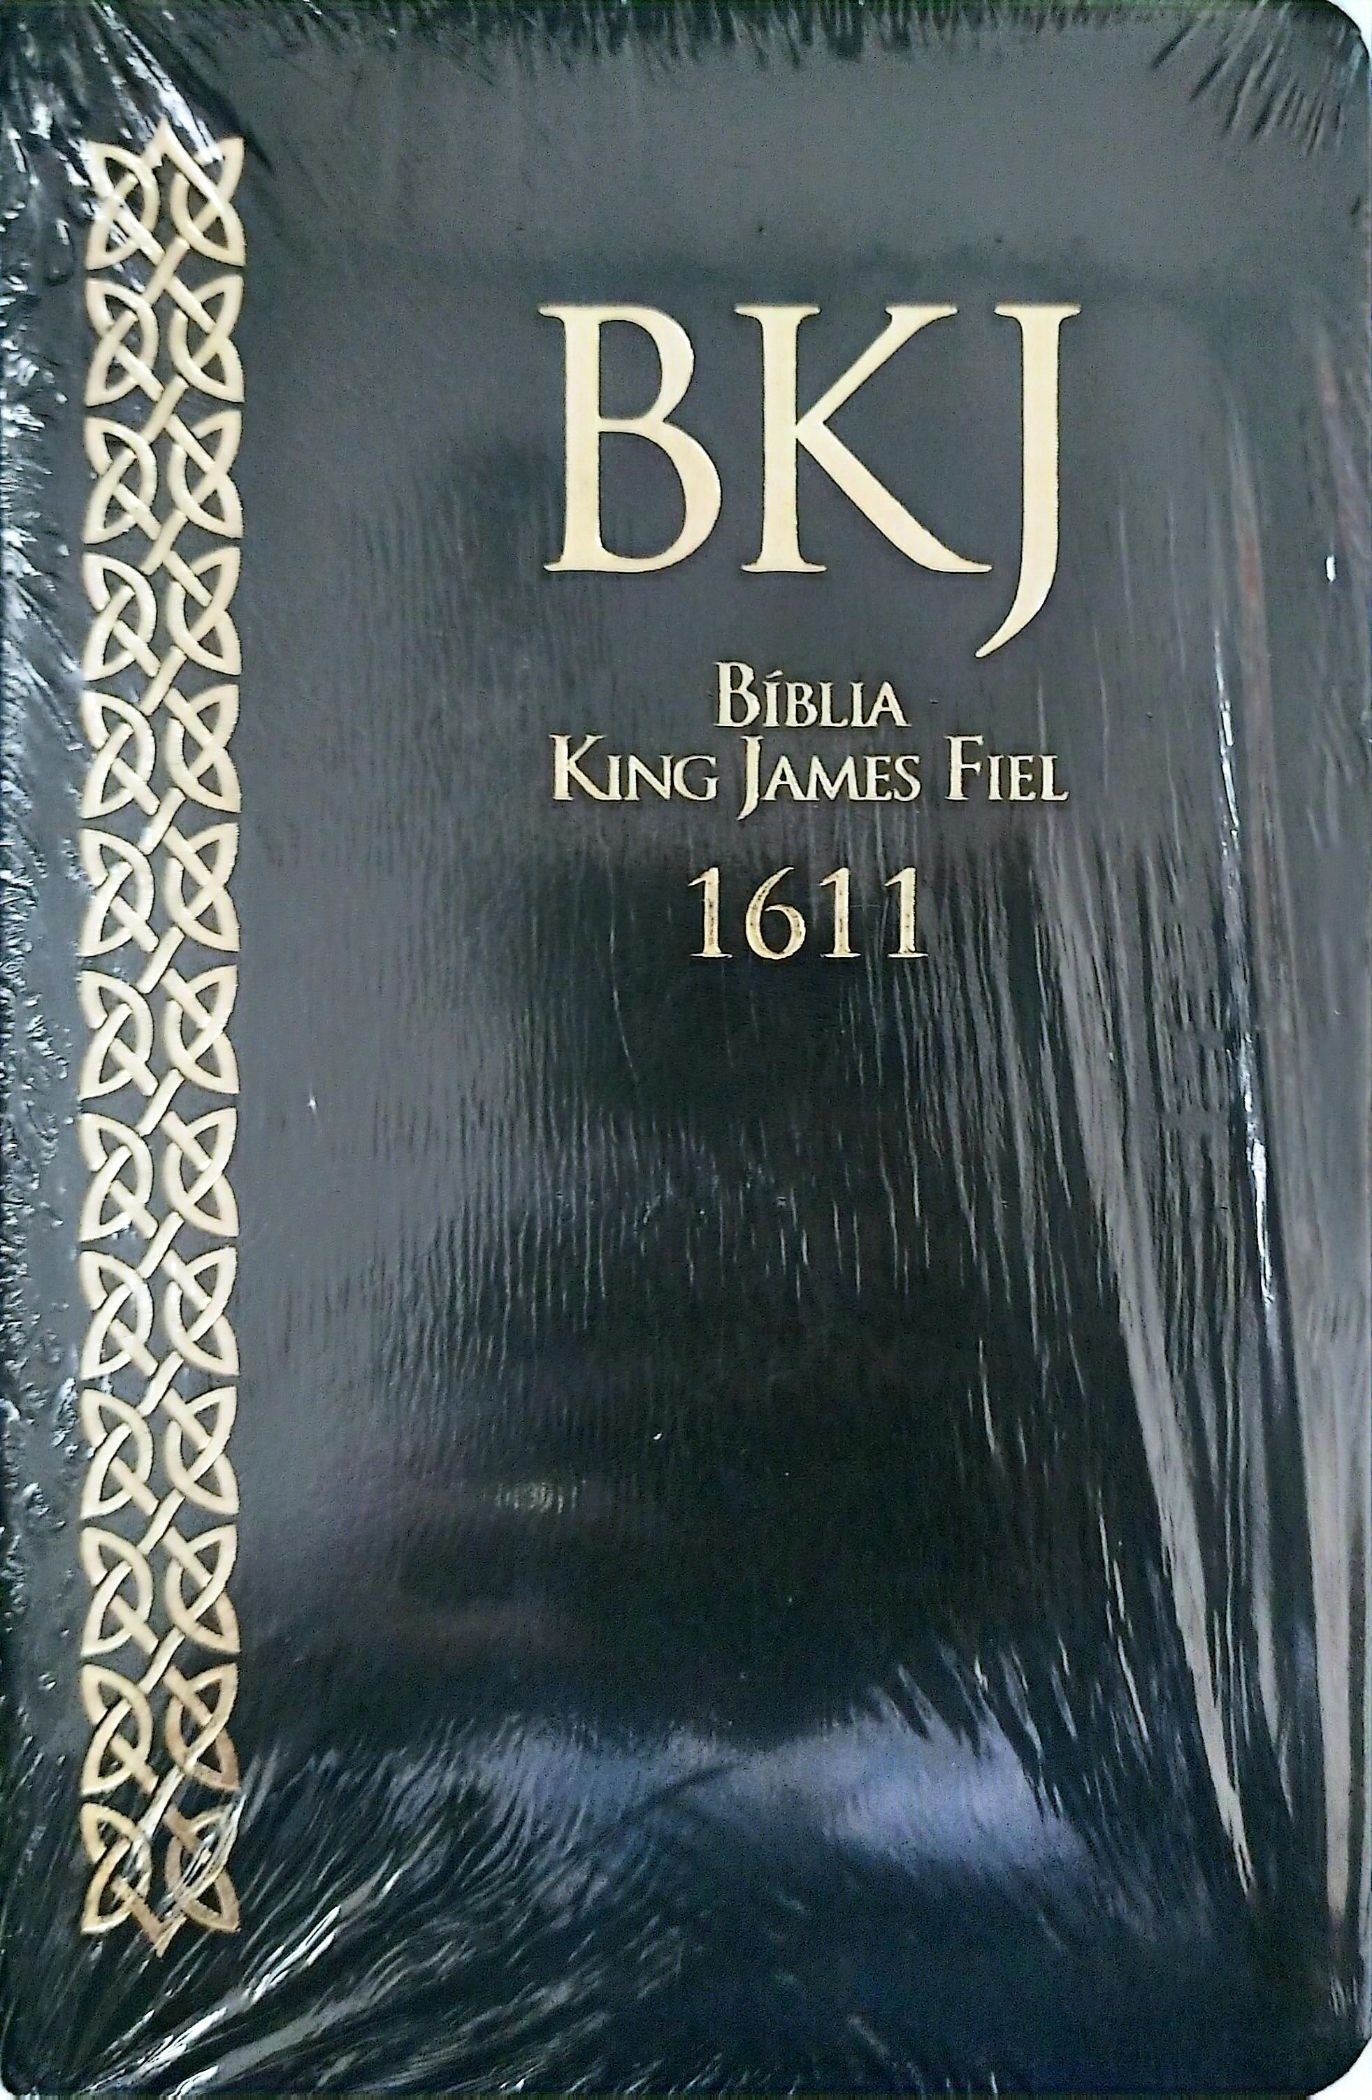 BKJ
BÍBLIA
KING JAMES FIEL
1611